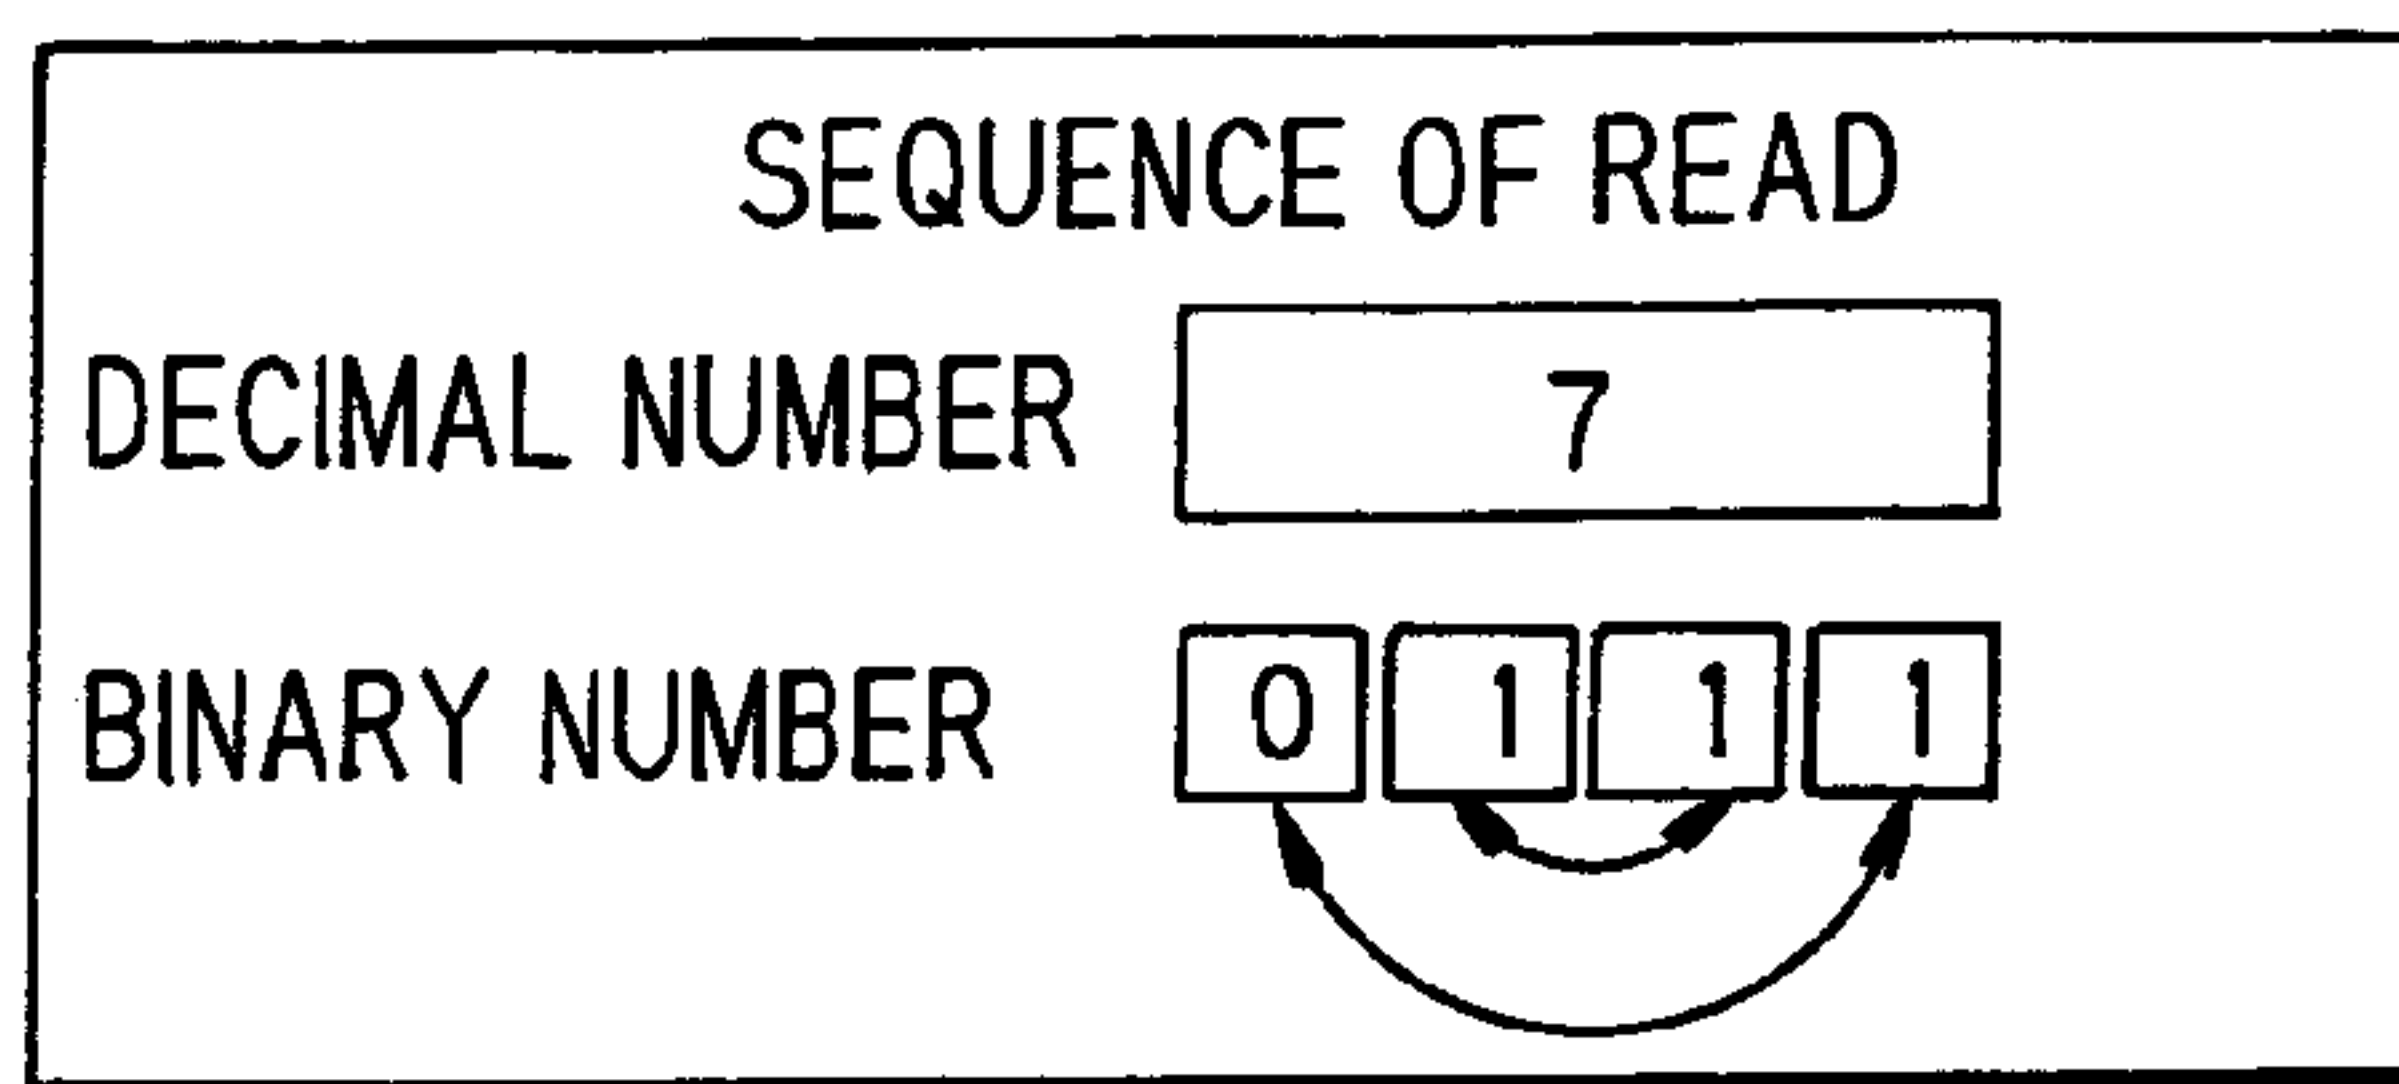 SEQUENCE OF READ
DECIMAL NUMBER 7
BINARY NUMBER 0 1 1 1